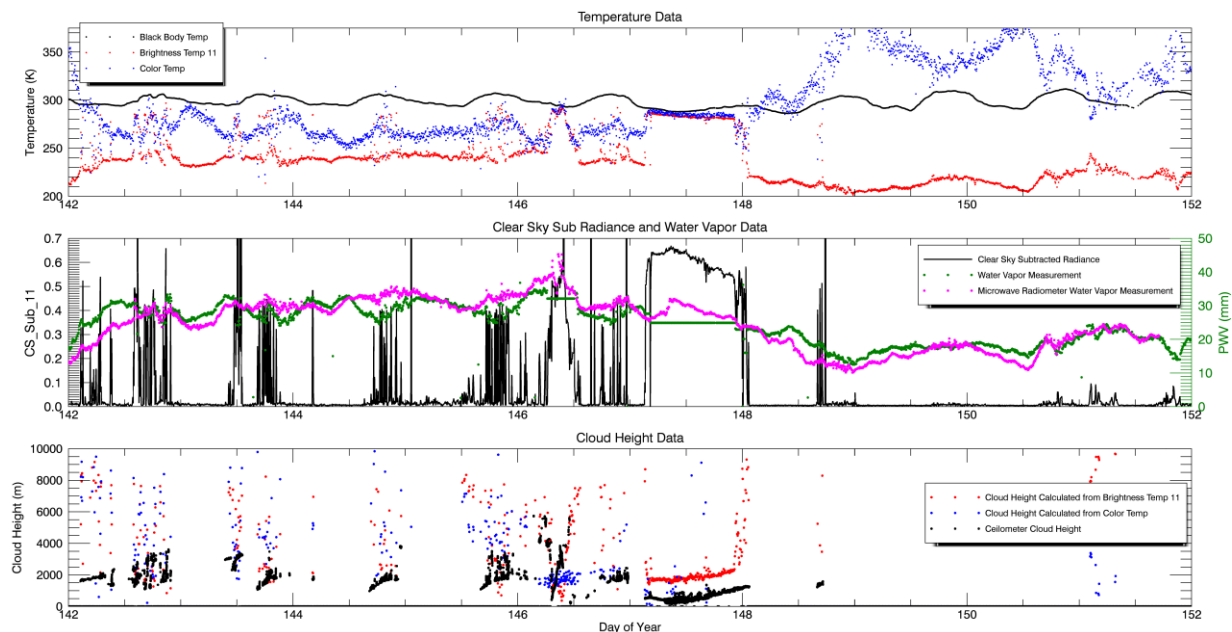 Temperature Data
Black Body Temp
Brightness Temp 11
Color Temp
Temperature (K)
350
300
250
200
142 144 146 148 150 152
Clear Sky Sub Radiance and Water Vapor Data
Clear Sky Subtracted Radiance
Water Vapor Measurement
Microwave Radiometer Water Vapor Measurement
CS_Sub_11
0.7
0.6
0.5
0.4
0.3
0.2
0.1
0.0
50
40
30
20
10
0
PWV (mm)
142 144 146 148 150 152
Cloud Height Data
Cloud Height Calculated from Brightness Temp 11
Cloud Height Calculated from Color Temp
Ceilometer Cloud Height
Cloud Height (m)
10000
8000
6000
4000
2000
0
142 144 146 148 150 152
Day of Year